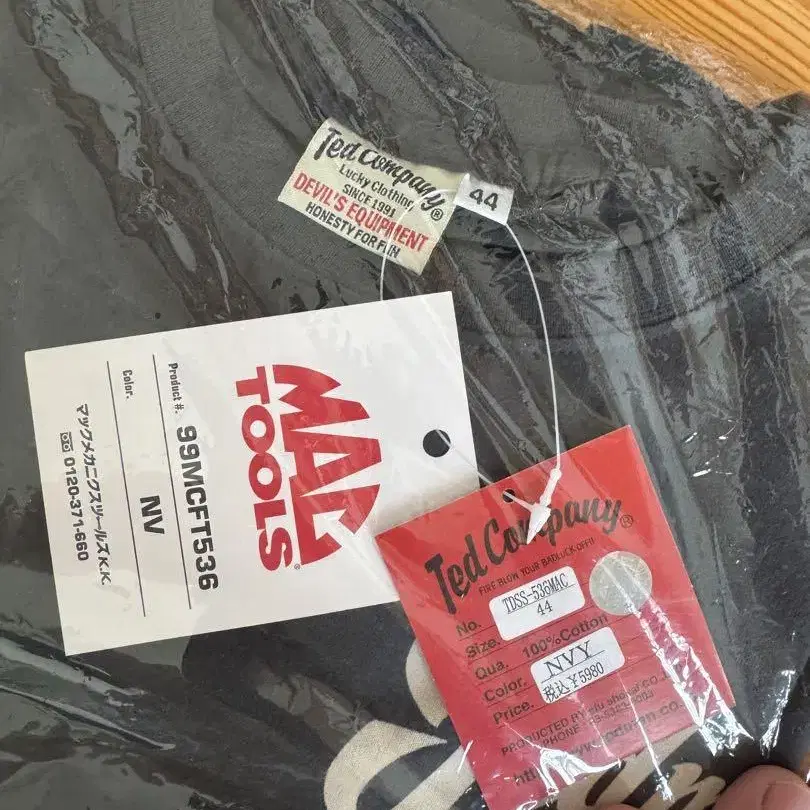 Ted Company®
Lucky Clothing
SINCE 1991
DEVIL'S EQUIPMENT
HONESTY FOR FUN
44
MAC
TOOLS®
Product #. 99MCFT536
Color. NV
マックメカニクスツールズK.K.
0120-371-660
Ted Company®
FIRE BLOW YOUR BADLUCK OFF!!
No. TDSS-536MAC
Size. 44
Qua. 100% Cotton
Color. NVY
Price. 税込¥5980
PRODUCED BY
PHONE